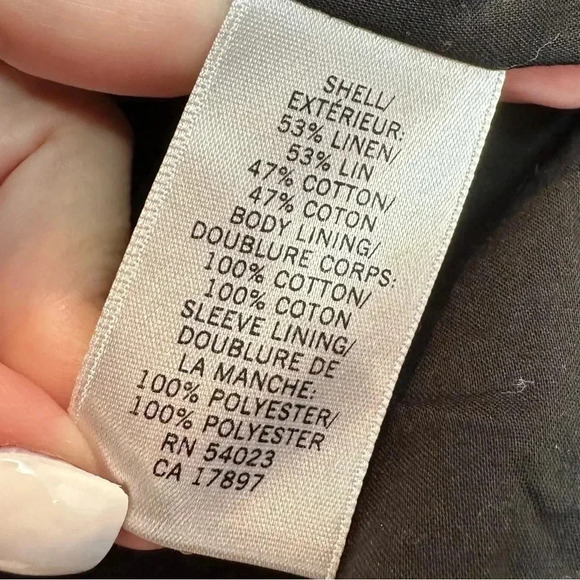 SHELL/
EXTÉRIEUR:
53% LINEN/
53% LIN
47% COTTON/
47% COTON
BODY LINING/
DOUBLURE CORPS:
100% COTTON/
100% COTON
SLEEVE LINING/
DOUBLURE DE
LA MANCHE:
100% POLYESTER/
100% POLYESTER
RN 54023
CA 17897